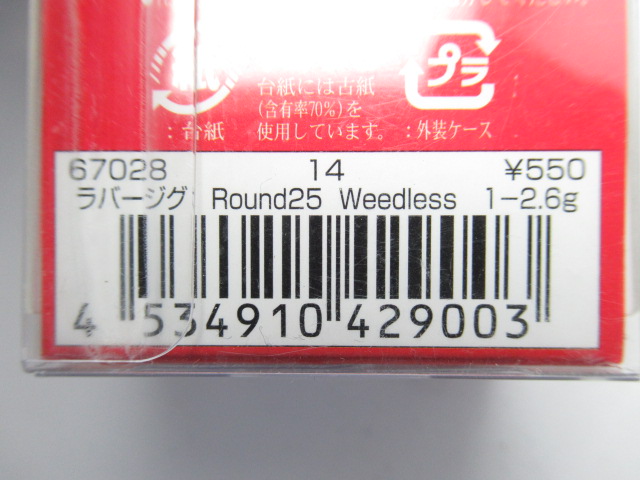 紙
プラ
台紙には古紙
(含有率70%)を
:台紙 使用しています。 :外装ケース
67028 14 ¥550
ラバージグ Round25 Weedless 1-2.6g
4 534910 429003